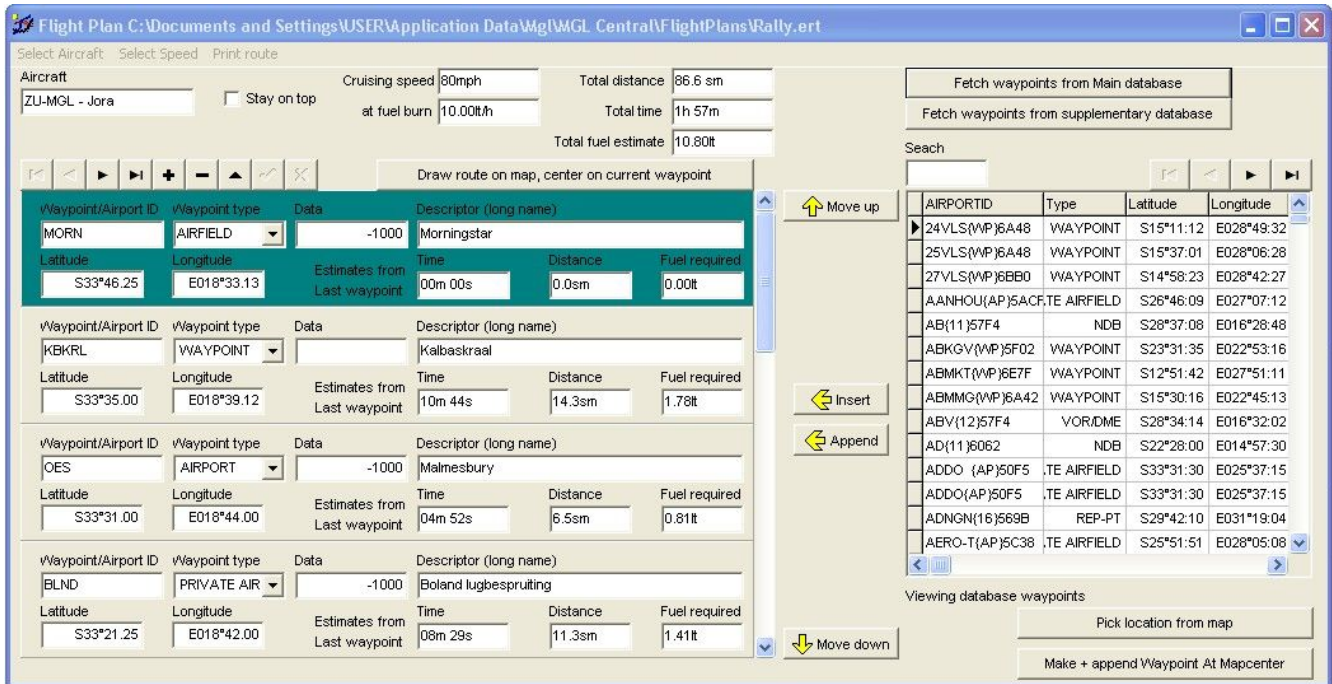 Flight Plan C:\Documents and Settings\USER\Application Data\Mgl\MGL Central\FlightPlans\Rally.ert
Select Aircraft Select Speed Print route
Aircraft
ZU-MGL - Jora
Stay on top
Cruising speed 80mph
at fuel burn 10.00lt/h
Total distance 86.6 sm
Total time 1h 57m
Total fuel estimate 10.80lt
Draw route on map, center on current waypoint
Waypoint/Airport ID Waypoint type Data Descriptor (long name)
MORN AIRFIELD -1000 Morningstar
Latitude Longitude Estimates from Last waypoint Time Distance Fuel required
S33°46.25 E018°33.13 00m 00s 0.0sm 0.00lt
Waypoint/Airport ID Waypoint type Data Descriptor (long name)
KBKRL WAYPOINT Kalbaskraal
Latitude Longitude Estimates from Last waypoint Time Distance Fuel required
S33°35.00 E018°39.12 10m 44s 14.3sm 1.78lt
Waypoint/Airport ID Waypoint type Data Descriptor (long name)
OES AIRPORT -1000 Malmesbury
Latitude Longitude Estimates from Last waypoint Time Distance Fuel required
S33°31.00 E018°44.00 04m 52s 6.5sm 0.81lt
Waypoint/Airport ID Waypoint type Data Descriptor (long name)
BLND PRIVATE AIR -1000 Boland lugbespruiting
Latitude Longitude Estimates from Last waypoint Time Distance Fuel required
S33°21.25 E018°42.00 08m 29s 11.3sm 1.41lt
Move up
Insert
Append
Move down
Fetch waypoints from Main database
Fetch waypoints from supplementary database
Seach
AIRPORTID Type Latitude Longitude
24VLS{WP}6A48 WAYPOINT S15°11:12 E028°49:32
25VLS{WP}6A48 WAYPOINT S15°37:01 E028°06:28
27VLS{WP}6BB0 WAYPOINT S14°58:23 E028°42:27
AANHOU{AP}5ACF TE AIRFIELD S26°46:09 E027°07:12
AB{11}57F4 NDB S28°37:08 E016°28:48
ABKGV{WP}5F02 WAYPOINT S23°31:35 E022°53:16
ABMKT{WP}6E7F WAYPOINT S12°51:42 E027°51:11
ABMMG{WP}6A42 WAYPOINT S15°30:16 E022°45:13
ABV{12}57F4 VOR/DME S28°34:14 E016°32:02
AD{11}6062 NDB S22°28:00 E014°57:30
ADDO {AP}50F5 TE AIRFIELD S33°31:30 E025°37:15
ADDO{AP}50F5 TE AIRFIELD S33°31:30 E025°37:15
ADNGN{16}569B REP-PT S29°42:10 E031°19:04
AERO-T{AP}5C38 TE AIRFIELD S25°51:51 E028°05:08
Viewing database waypoints
Pick location from map
Make + append Waypoint At Mapcenter